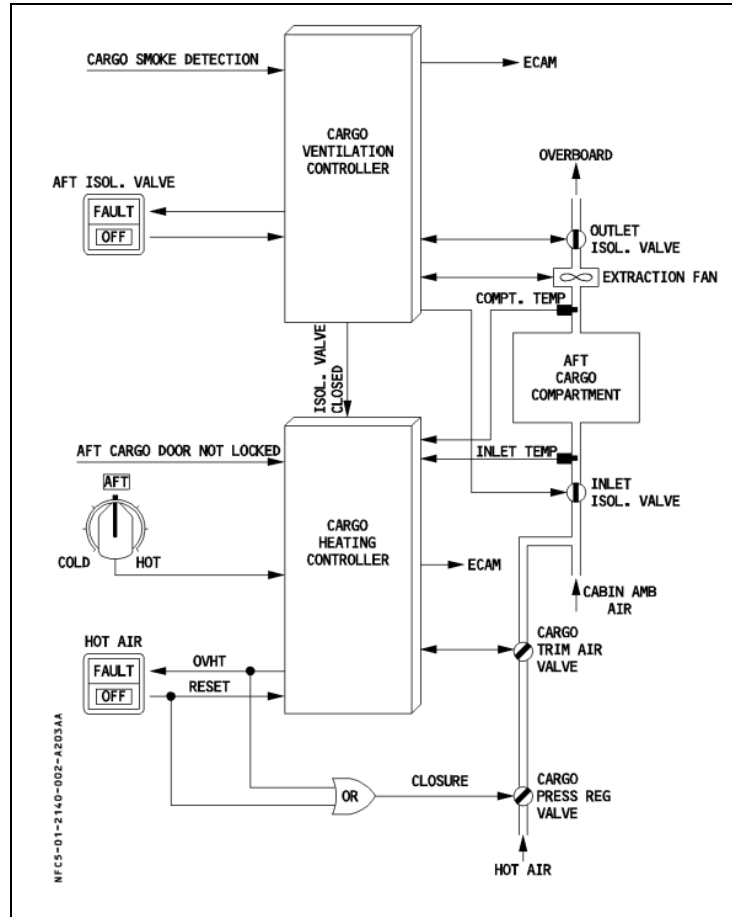 CARGO SMOKE DETECTION
ECAM
CARGO
VENTILATION
CONTROLLER
OVERBOARD
AFT ISOL. VALVE
FAULT
OFF
OUTLET
ISOL. VALVE
EXTRACTION FAN
COMPT. TEMP
ISOL. VALVE
CLOSED
AFT
CARGO
COMPARTMENT
AFT CARGO DOOR NOT LOCKED
INLET TEMP
AFT
COLD
HOT
INLET
ISOL. VALVE
CARGO
HEATING
CONTROLLER
ECAM
CABIN AMB
AIR
HOT AIR
FAULT
OFF
OVHT
RESET
CARGO
TRIM AIR
VALVE
OR
CLOSURE
CARGO
PRESS REG
VALVE
HOT AIR
NFC5-01-2140-002-A203AA